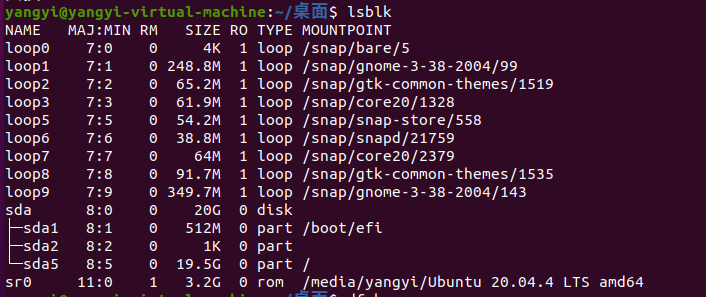 yangyi@yangyi-virtual-machine:~/桌面$ lsblk
NAME   MAJ:MIN RM   SIZE RO TYPE MOUNTPOINT
loop0    7:0    0     4K  1 loop /snap/bare/5
loop1    7:1    0 248.8M  1 loop /snap/gnome-3-38-2004/99
loop2    7:2    0  65.2M  1 loop /snap/gtk-common-themes/1519
loop3    7:3    0  61.9M  1 loop /snap/core20/1328
loop5    7:5    0  54.2M  1 loop /snap/snap-store/558
loop6    7:6    0  38.8M  1 loop /snap/snapd/21759
loop7    7:7    0    64M  1 loop /snap/core20/2379
loop8    7:8    0  91.7M  1 loop /snap/gtk-common-themes/1535
loop9    7:9    0 349.7M  1 loop /snap/gnome-3-38-2004/143
sda      8:0    0    20G  0 disk
├─sda1   8:1    0   512M  0 part /boot/efi
├─sda2   8:2    0     1K  0 part
└─sda5   8:5    0  19.5G  0 part /
sr0     11:0    1   3.2G  0 rom  /media/yangyi/Ubuntu 20.04.4 LTS amd64